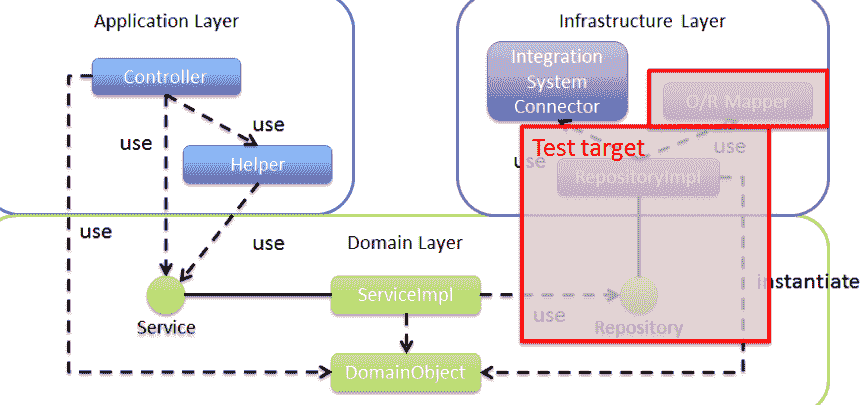 Application Layer
Infrastructure Layer
Controller
Integration
System
Connector
O/R Mapper
use
use
Test target
use
use
Helper
RepositoryImpl
use
use
Domain Layer
instantiate
ServiceImpl
use
Service
Repository
DomainObject